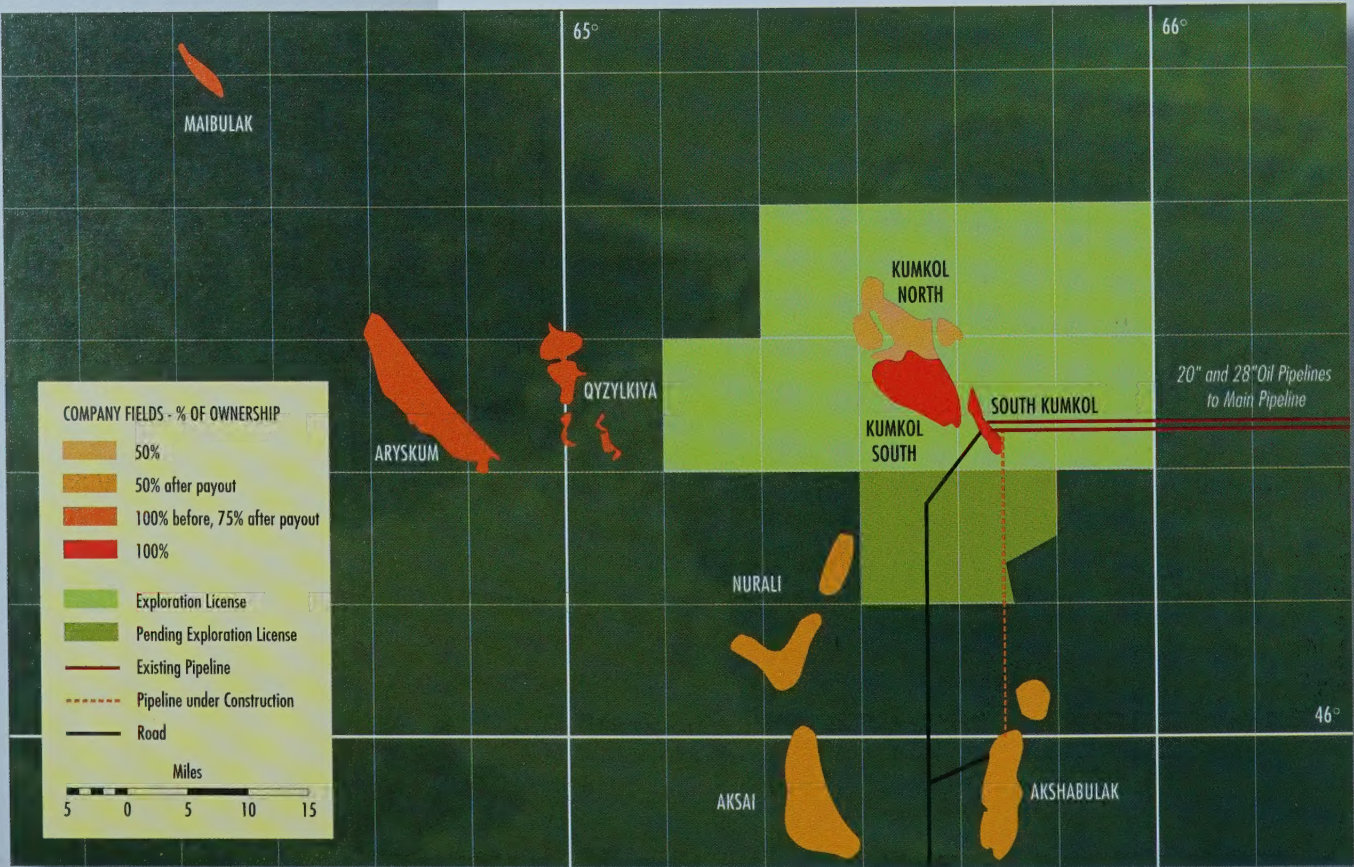 65°
66°
MAIBULAK
KUMKOL
NORTH
20" and 28"Oil Pipelines
to Main Pipeline
QYZYLKIYA
SOUTH KUMKOL
ARYSKUM
KUMKOL
SOUTH
COMPANY FIELDS - % OF OWNERSHIP
50%
50% after payout
100% before, 75% after payout
100%
Exploration License
Pending Exploration License
Existing Pipeline
Pipeline under Construction
Road
Miles
5 0 5 10 15
NURALI
46°
AKSAI
AKSHABULAK